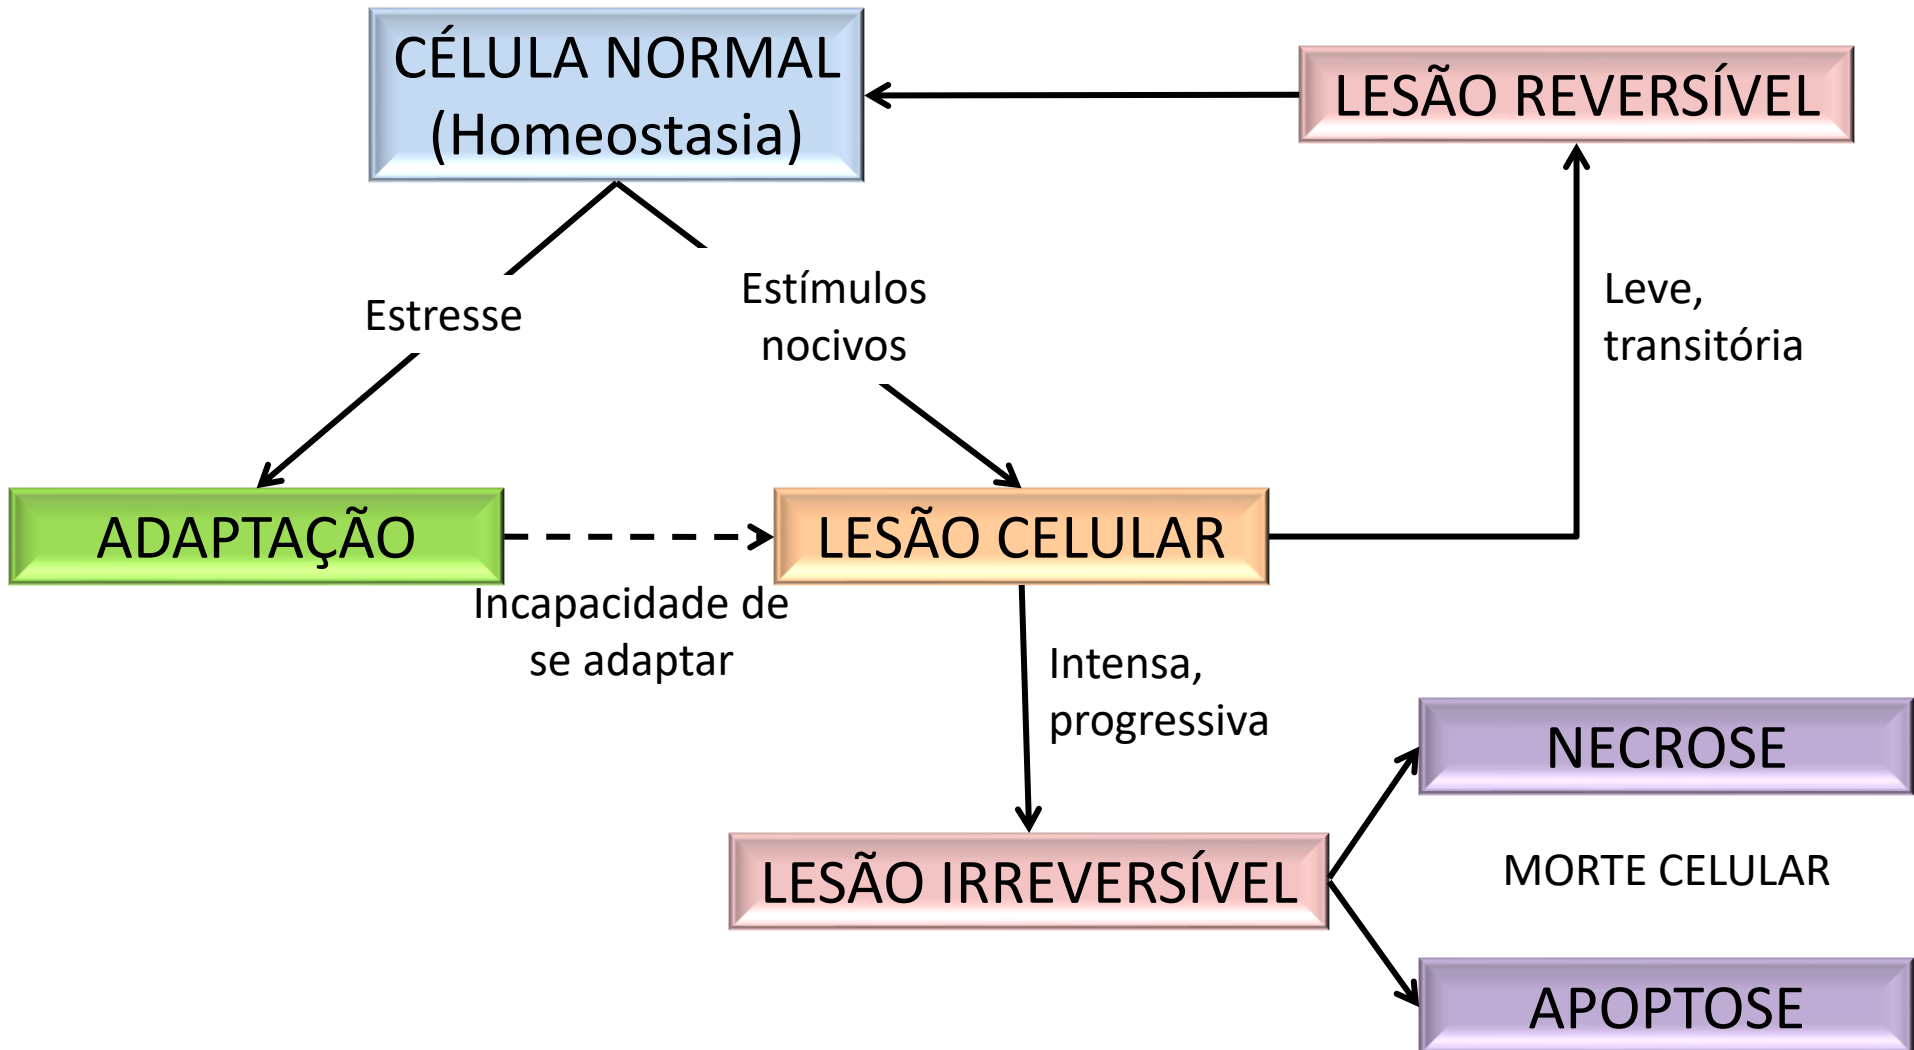 CÉLULA NORMAL
(Homeostasia)
LESÃO REVERSÍVEL
Estresse
Estímulos
nocivos
Leve,
transitória
ADAPTAÇÃO
LESÃO CELULAR
Incapacidade de
se adaptar
Intensa,
progressiva
NECROSE
LESÃO IRREVERSÍVEL
MORTE CELULAR
APOPTOSE